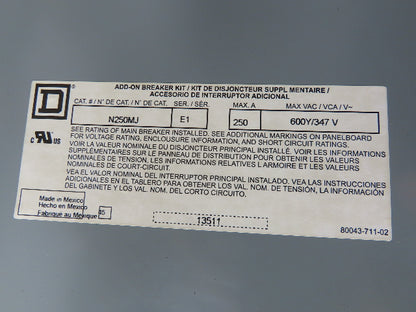 ADD-ON BREAKER KIT / KIT DE DISJONCTEUR SUPPL MENTAIRE /
ACCESORIO DE INTERRUPTOR ADICIONAL
CAT. # / N° DE CAT. / N° DE CAT. SER. / SÉR. MAX. A MAX VAC / VCA / V~
N250MJ E1 250 600Y/347 V
D
c UL us
SEE RATING OF MAIN BREAKER INSTALLED. SEE ADDITIONAL MARKINGS ON PANELBOARD
FOR VOLTAGE RATING, ENCLOSURE INFORMATION, AND SHORT CIRCUIT RATINGS.
VOIR LA VALEUR NOMINALE DU DISJONCTEUR PRINCIPAL INSTALLÉ. VOIR LES INFORMATIONS
SUR LE PANNEAU DE DISTRIBUTION POUR OBTENIR LES VALEURS
NOMINALES DE TENSION, LES INFORMATIONS RELATIVES L ARMOIRE ET LES VALEURS
NOMINALES DE COURT-CIRCUIT.
VEA EL VALOR NOMINAL DEL INTERRUPTOR PRINCIPAL INSTALADO. VEA LAS INSTRUCCIONES
ADICIONALES EN EL TABLERO PARA OBTENER LOS VAL. NOM. DE TENSIÓN, LA INFORMACIÓN
DEL GABINETE Y LOS VAL. NOM. DEL CORTO CIRCUITO.
Made in Mexico
Hecho en Mexico
Fabriqué au Mexique 45
13511
80043-711-02